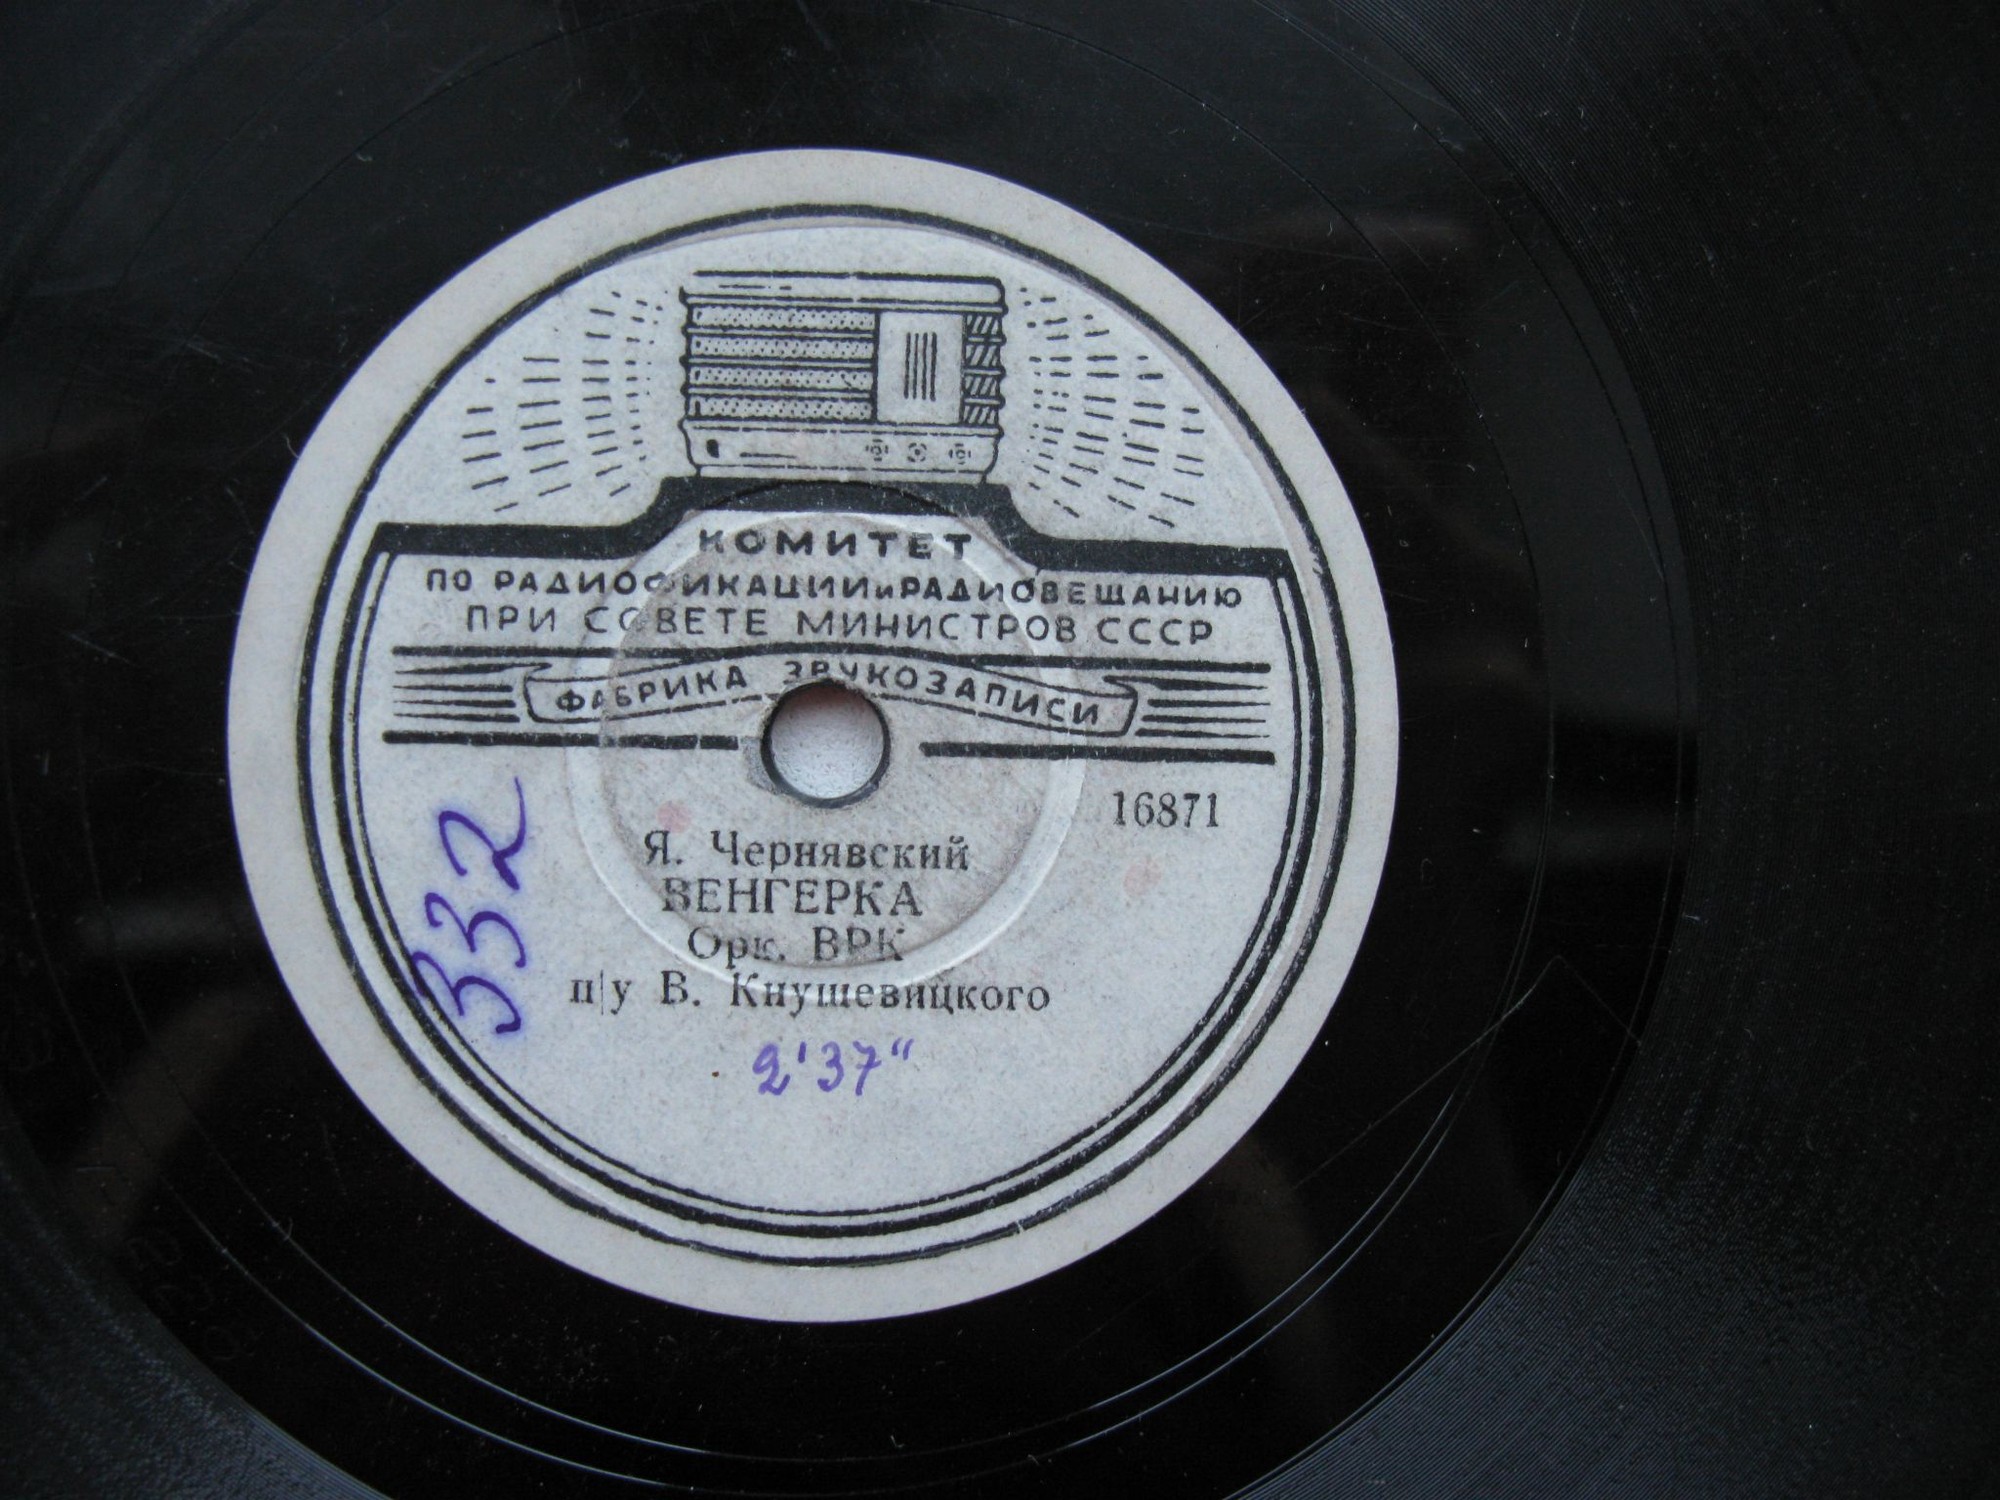 КОМИТЕТ
ПО РАДИОФИКАЦИИ и РАДИОВЕЩАНИЮ
ПРИ СОВЕТЕ МИНИСТРОВ СССР
ФАБРИКА ЗВУКОЗАПИСИ
16871
332
Я. Чернявский
ВЕНГЕРКА
Орк. ВРК
п/у В. Кнушевицкого
2'37"